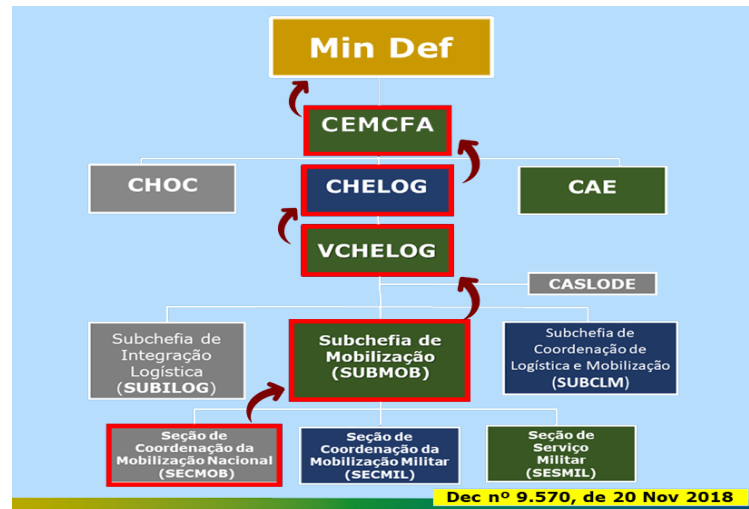 Min Def
CEMCFA
CHOC
CHELOG
CAE
VCHELOG
CASLODE
Subchefia de
Integração
Logística
(SUBILOG)
Subchefia de
Mobilização
(SUBMOB)
Subchefia de
Coordenação de
Logística e Mobilização
(SUBCLM)
Seção de
Coordenação da
Mobilização Nacional
(SECMOB)
Seção de
Coordenação da
Mobilização Militar
(SECMIL)
Seção de
Serviço
Militar
(SESMIL)
Dec nº 9.570, de 20 Nov 2018